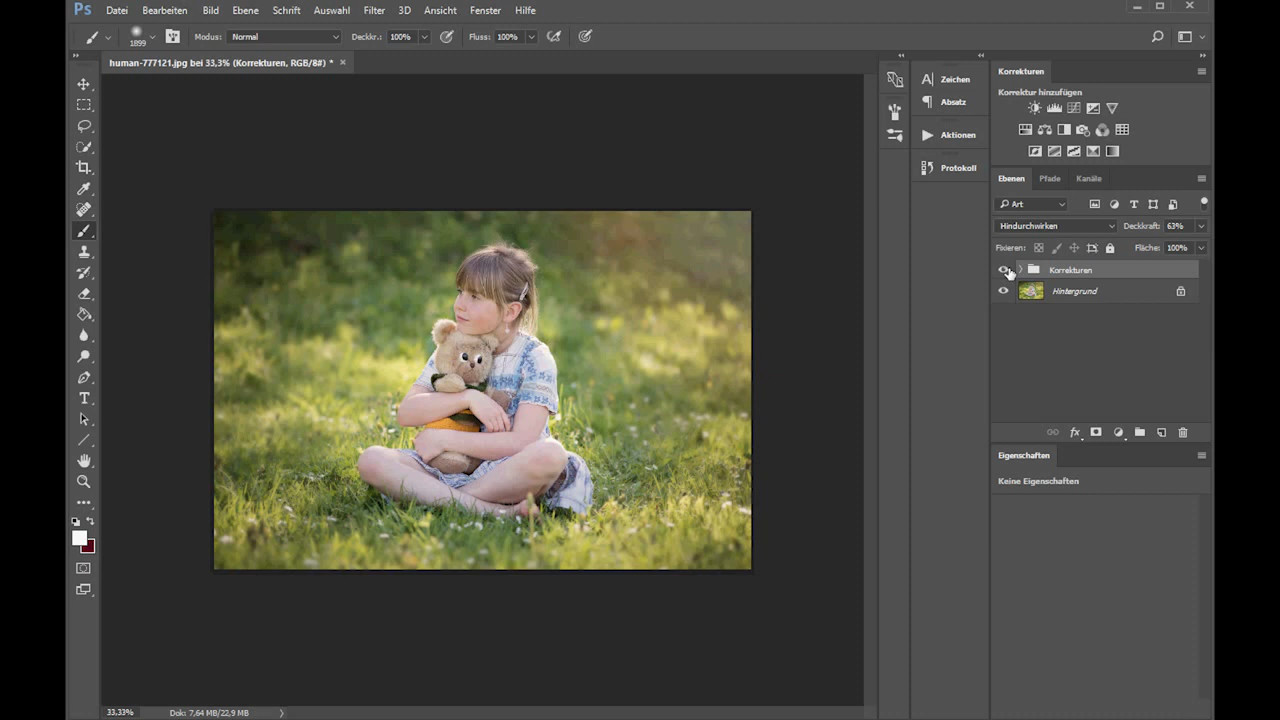 Ps Datei Bearbeiten Bild Ebene Schrift Auswahl Filter 3D Ansicht Fenster Hilfe
1899 Modus: Normal Deckkr.: 100% Fluss: 100%
human-777121.jpg bei 33,3% (Korrekturen, RGB/8#) *
Zeichen
Absatz
Aktionen
Protokoll
Korrekturen
Korrektur hinzufügen
Ebenen Pfade Kanäle
Art
Hindurchwirken Deckkraft: 63%
Fixieren: Fläche: 100%
Korrekturen
Hintergrund
fx
Eigenschaften
Keine Eigenschaften
33,33% Dok: 7,64 MB/22,9 MB